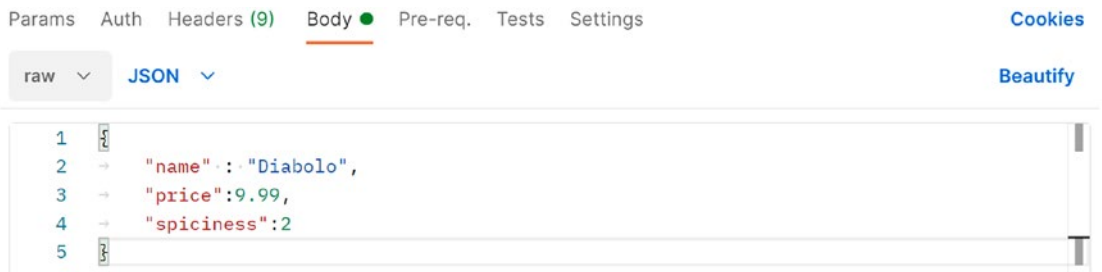 Params Auth Headers (9) Body Pre-req. Tests Settings Cookies
raw JSON Beautify
1 {
2 "name" : "Diabolo",
3 "price":9.99,
4 "spiciness":2
5 }